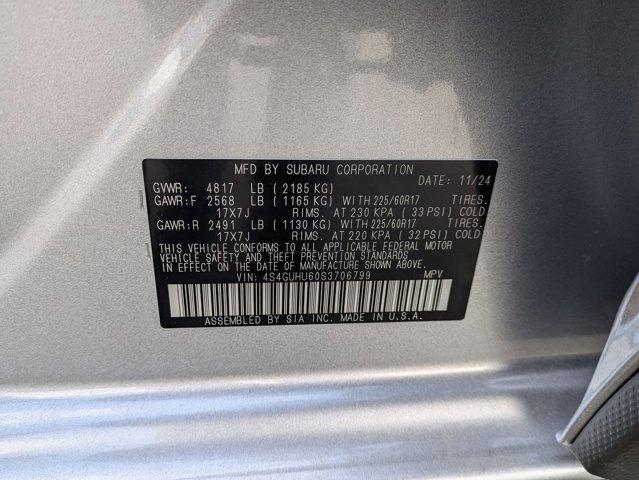 MFD BY SUBARU CORPORATION
DATE: 11/24
GVWR: 4817 LB ( 2185 KG)
GAWR:F 2568 LB ( 1165 KG) WITH 225/60R17 TIRES.
17X7J RIMS. AT 230 KPA ( 33 PSI) COLD
GAWR:R 2491 LB ( 1130 KG) WITH 225/60R17 TIRES.
17X7J RIMS. AT 220 KPA ( 32 PSI) COLD
THIS VEHICLE CONFORMS TO ALL APPLICABLE FEDERAL MOTOR
VEHICLE SAFETY AND THEFT PREVENTION STANDARDS
IN EFFECT ON THE DATE OF MANUFACTURE SHOWN ABOVE.
VIN: 4S4GUHU60S3706799 MPV
ASSEMBLED BY SIA INC. MADE IN U.S.A.